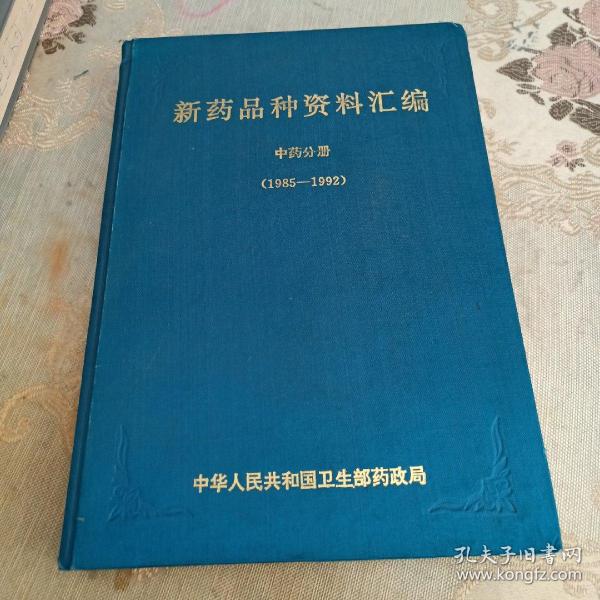 新药品种资料汇编
中药分册
（1985—1992）
中华人民共和国卫生部药政局
孔夫子旧书网
www.kongfz.com